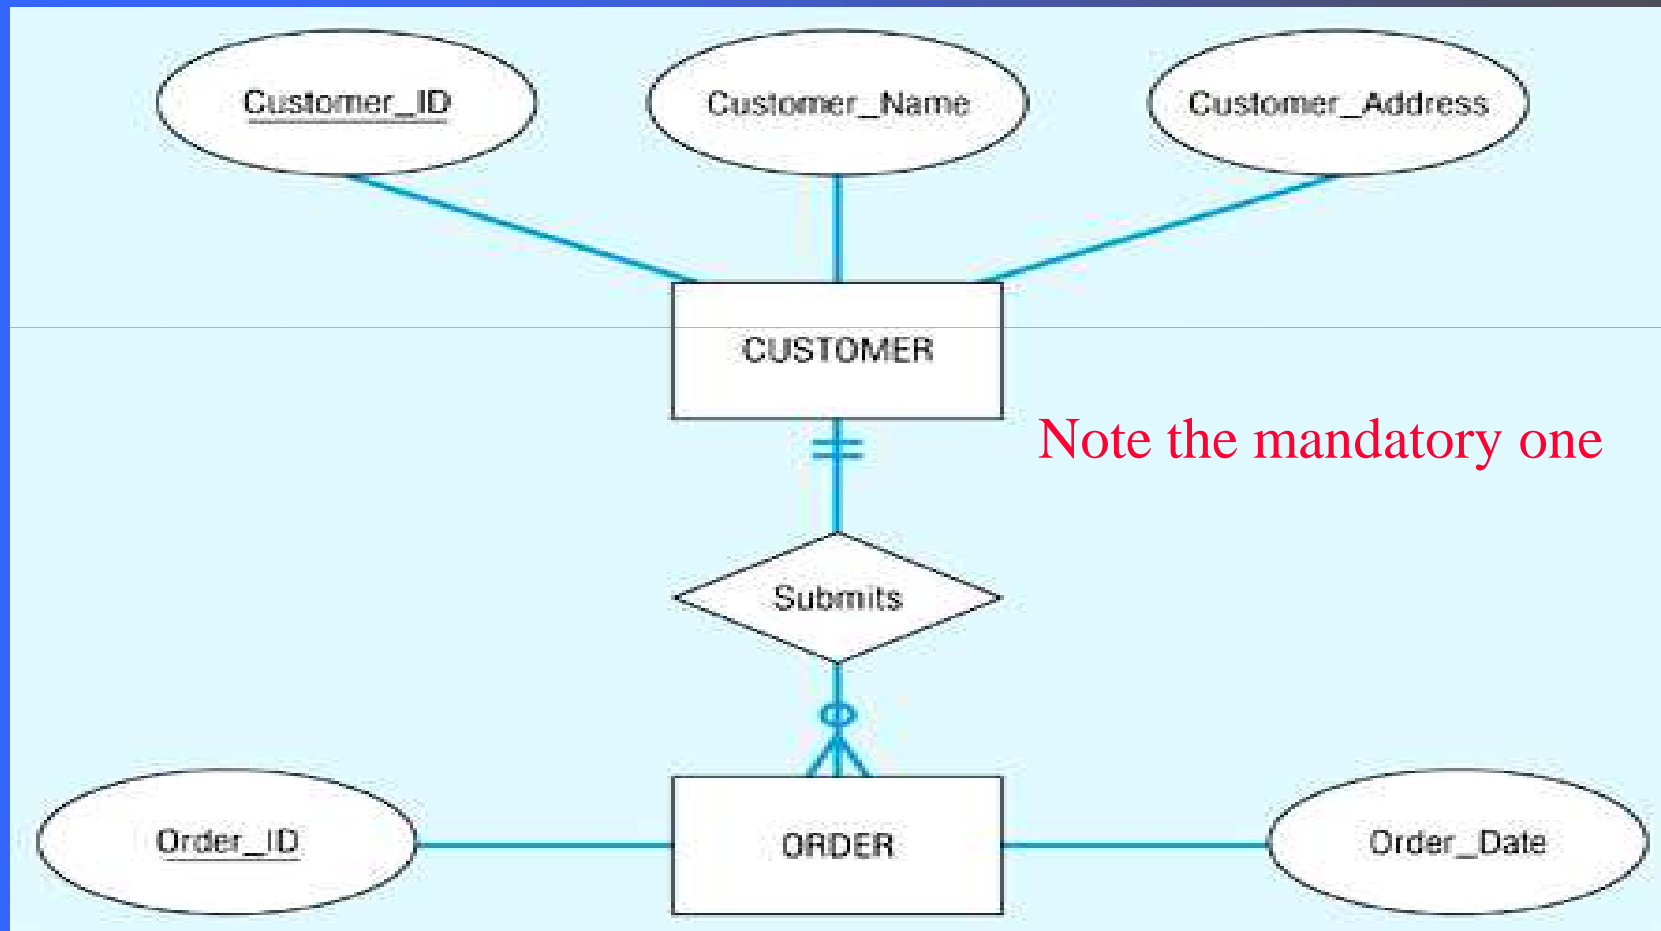 Customer_ID
Customer_Name
Customer_Address
CUSTOMER
Note the mandatory one
Submits
Order_ID
ORDER
Order_Date